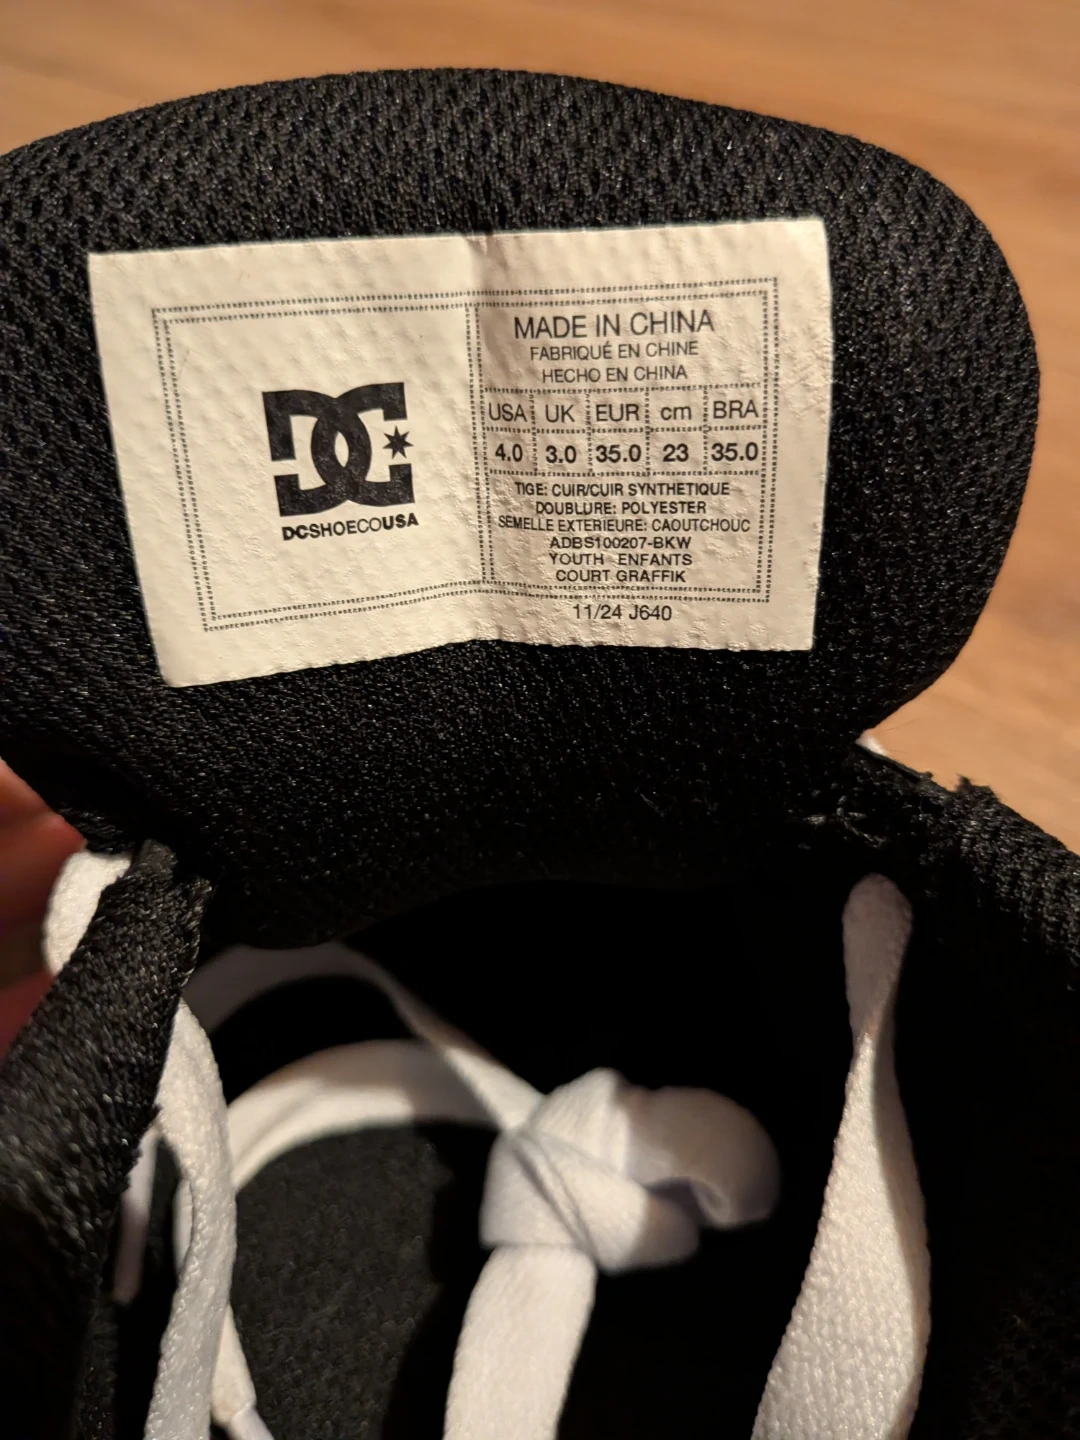 DC
DCSHOECOUSA
MADE IN CHINA
FABRIQUÉ EN CHINE
HECHO EN CHINA
USA UK EUR cm BRA
4.0 3.0 35.0 23 35.0
TIGE: CUIR/CUIR SYNTHETIQUE
DOUBLURE: POLYESTER
SEMELLE EXTERIEURE: CAOUTCHOUC
ADBS100207-BKW
YOUTH ENFANTS
COURT GRAFFIK
11/24 J640